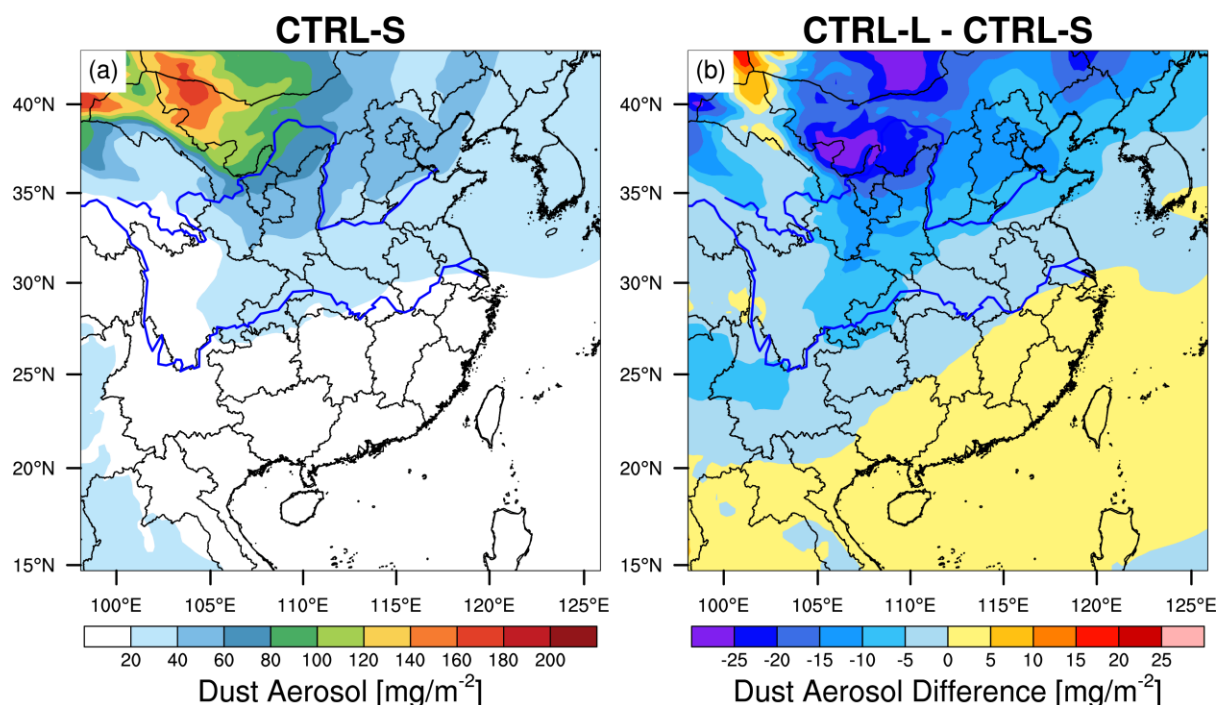 CTRL-S
CTRL-L - CTRL-S
(a)
(b)
40°N
35°N
30°N
25°N
20°N
15°N
40°N
35°N
30°N
25°N
20°N
15°N
100°E 105°E 110°E 115°E 120°E 125°E
100°E 105°E 110°E 115°E 120°E 125°E
20 40 60 80 100 120 140 160 180 200
-25 -20 -15 -10 -5 0 5 10 15 20 25
Dust Aerosol [mg/m⁻²]
Dust Aerosol Difference [mg/m⁻²]